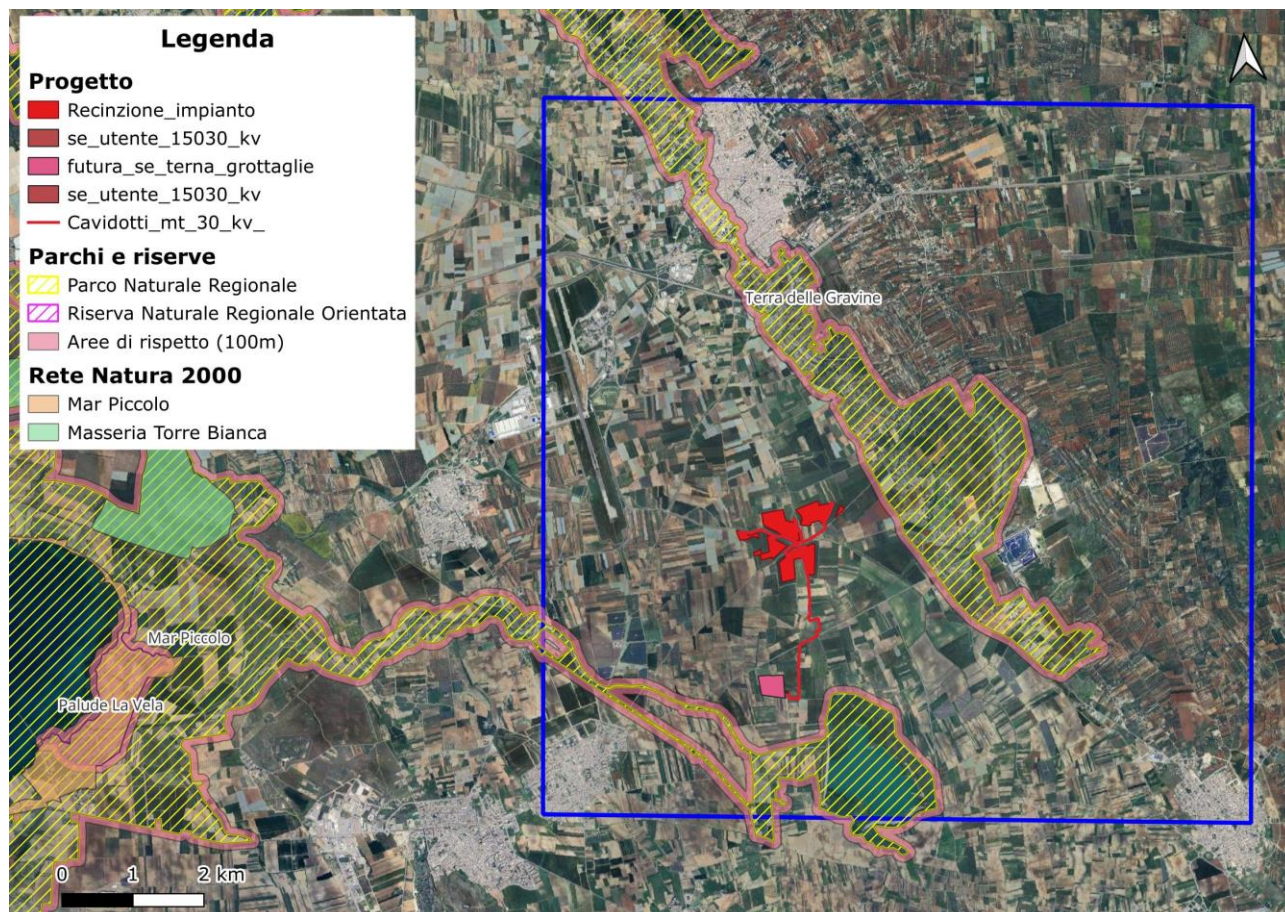 Legenda
Progetto
Recinzione_impianto
se_utente_15030_kv
futura_se_terna_grottaglie
se_utente_15030_kv
Cavidotti_mt_30_kv_
Parchi e riserve
Parco Naturale Regionale
Riserva Naturale Regionale Orientata
Aree di rispetto (100m)
Rete Natura 2000
Mar Piccolo
Masseria Torre Bianca
Terra delle Gravine
Mar Piccolo
Palude La Vela
0 1 2 km